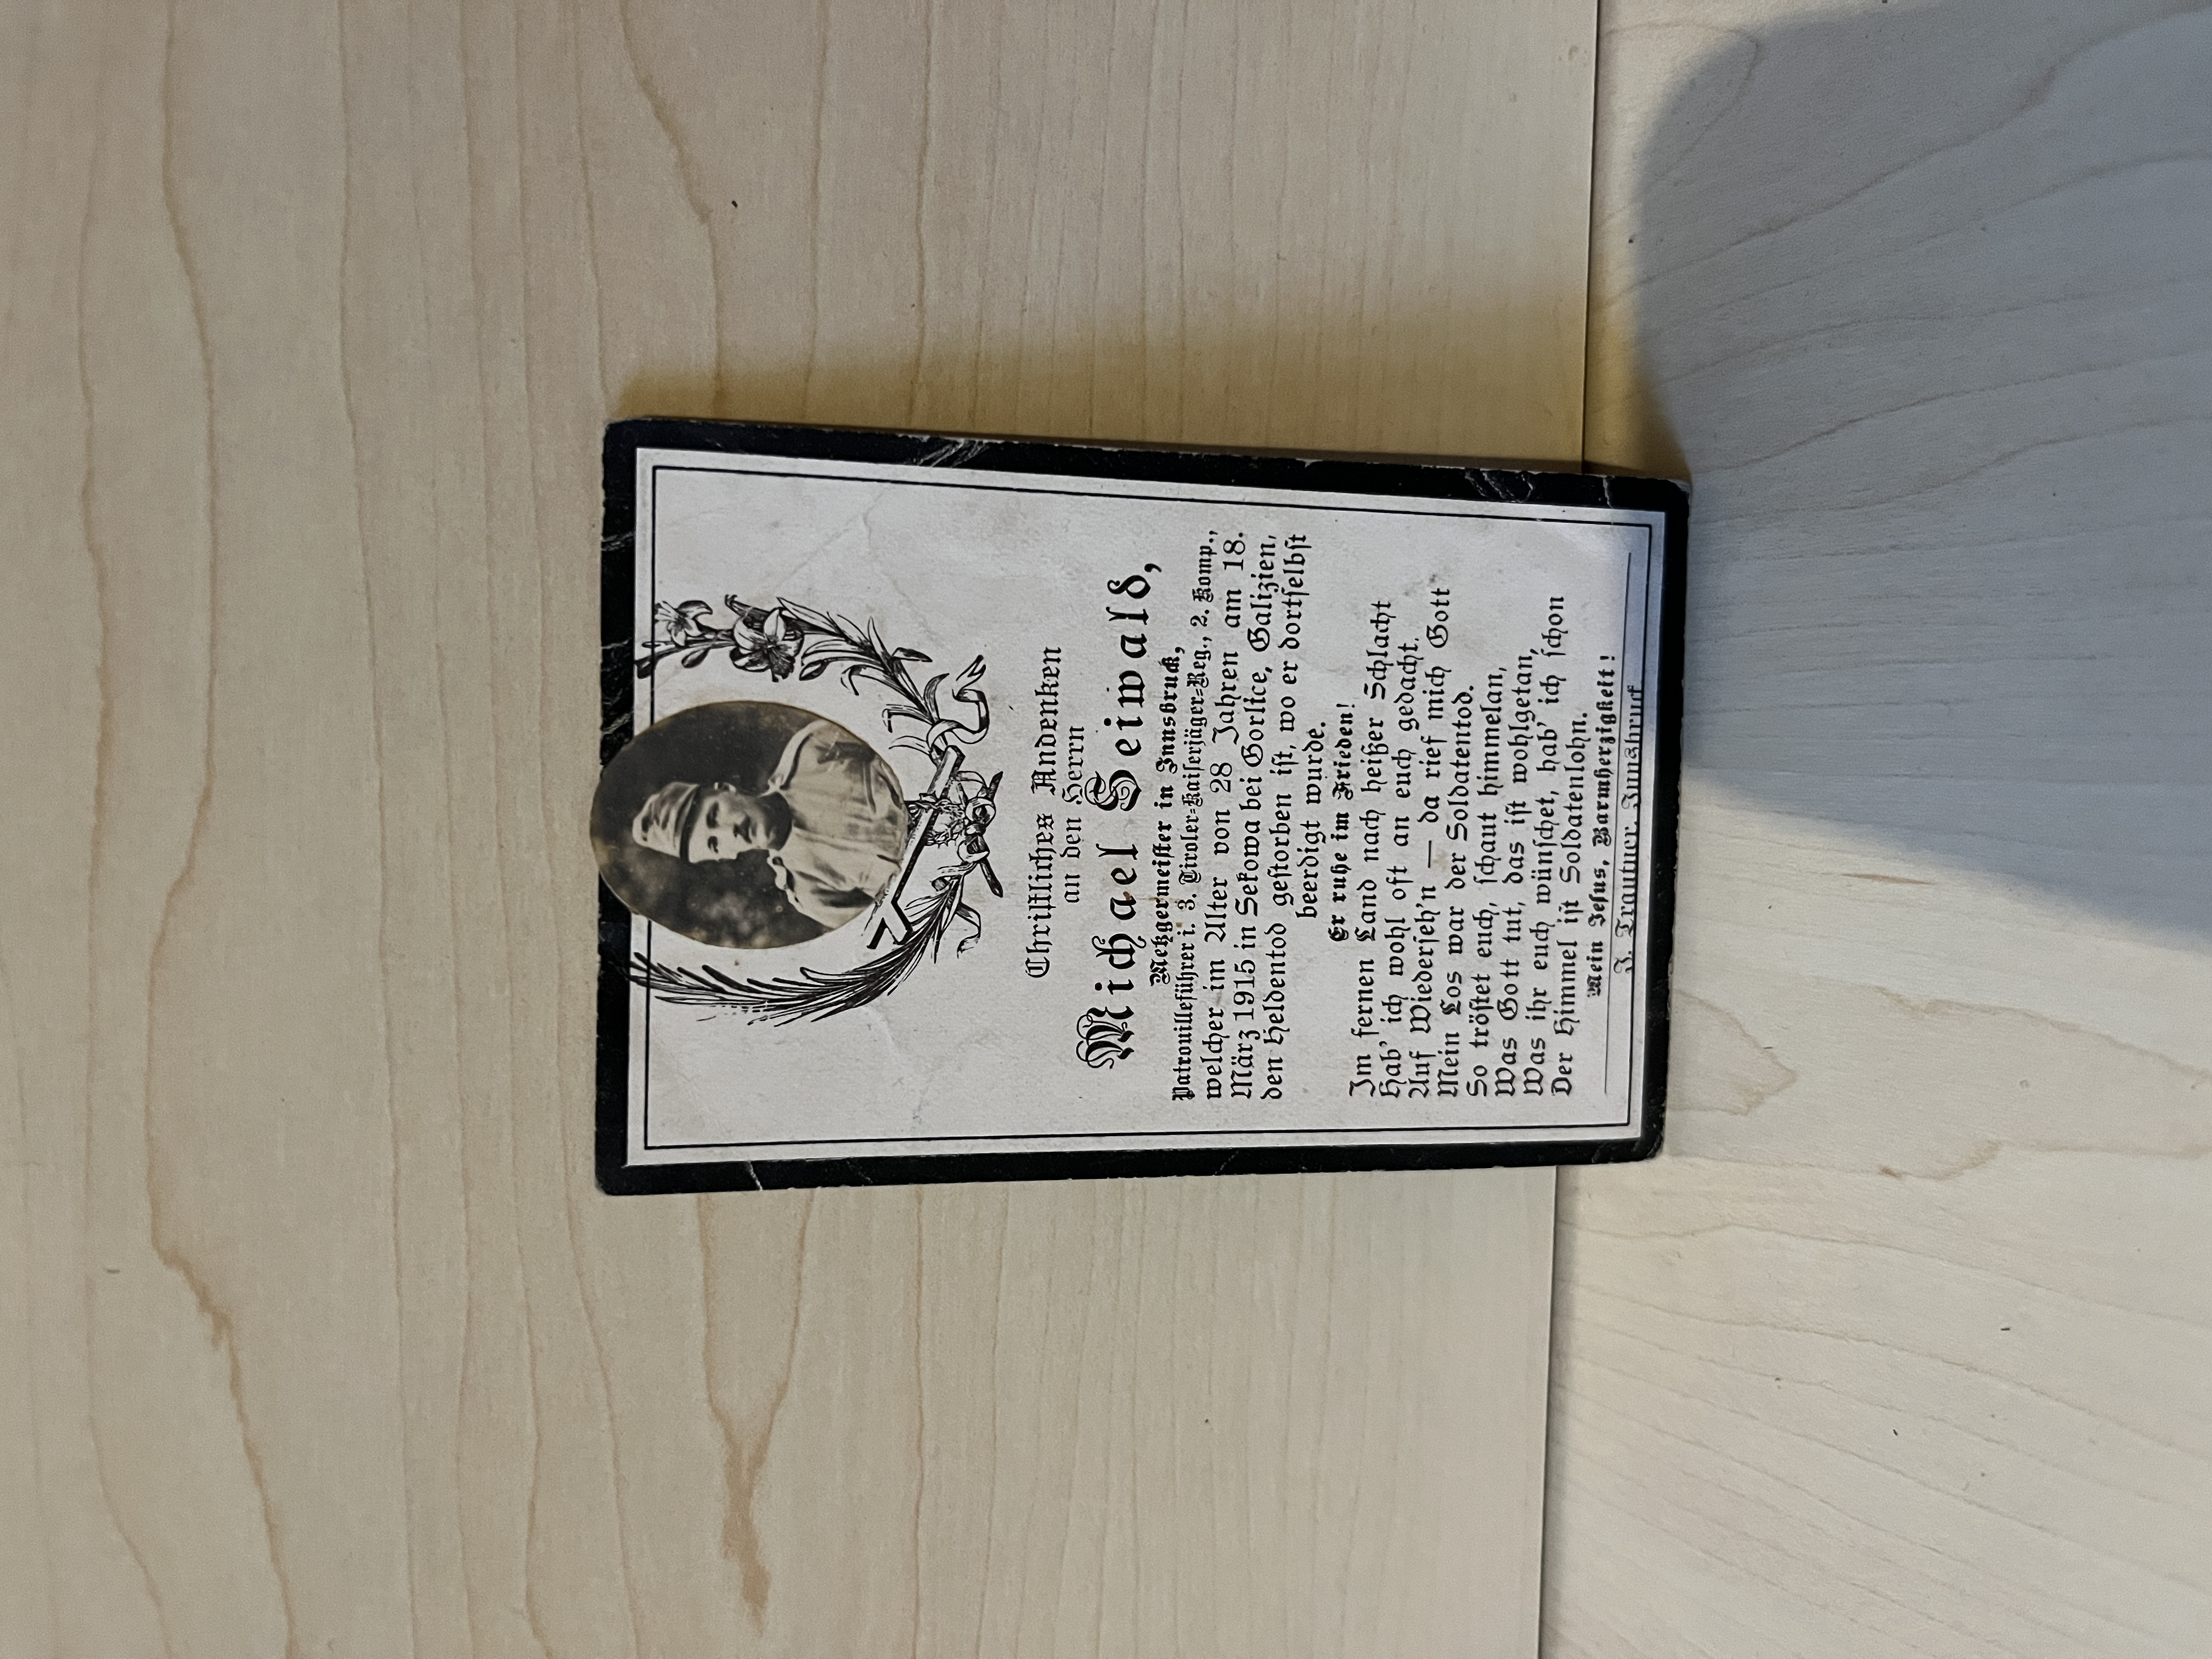 Christliches Andenken
an den Herrn
Michael Seiwald,
Metzgermeister in Innsbruck,
Patrouilleführer i. 3. Tiroler-Kaiserjäger-Reg., 2. Komp.,
welcher im Alter von 28 Jahren am 18.
März 1915 in Sekowa bei Gorlice, Galizien,
den Heldentod gestorben ist, wo er dortselbst
beerdigt wurde.
Er ruhe im Frieden!
Im fernen Land nach heißer Schlacht
Hab' ich wohl oft an euch gedacht.
Auf Wiederseh'n — da rief mich Gott
Mein Los war der Soldatentod.
So tröstet euch, schaut himmelan,
Was Gott tut, das ist wohlgetan,
Was ihr euch wünschet, hab' ich schon
Der Himmel ist Soldatenlohn.
Mein Jesus, Barmherzigkeit!
J. Trautner, Innsbruck